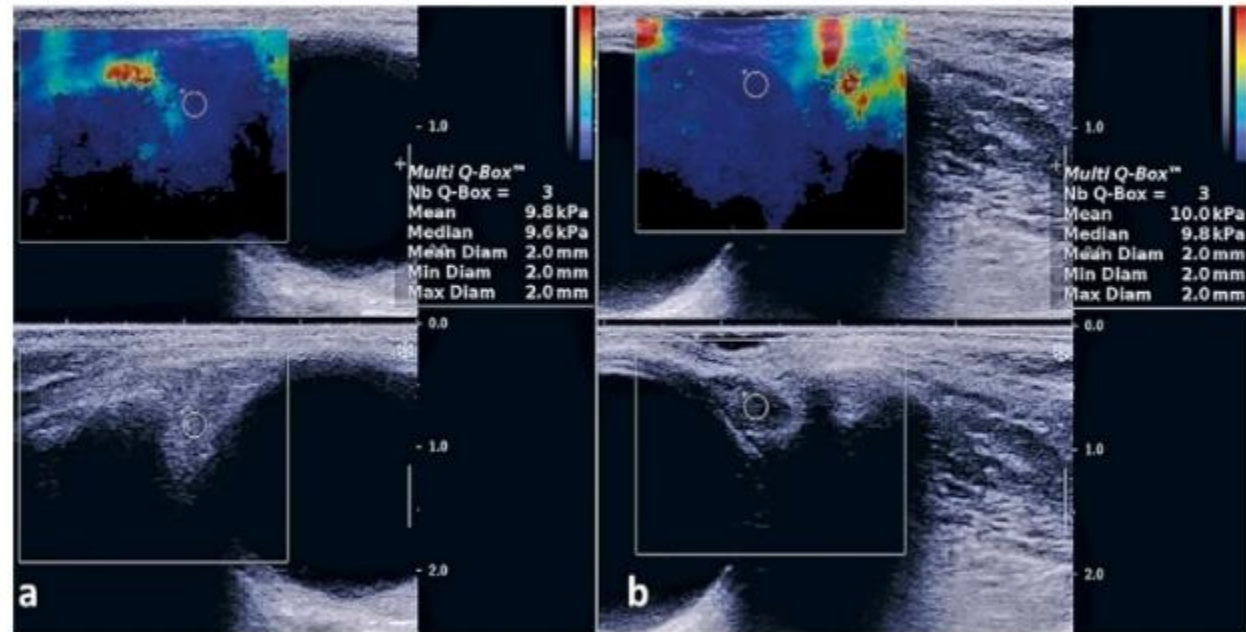 1.0
Multi Q-Box™
Nb Q-Box = 3
Mean 9.8 kPa
Median 9.6 kPa
Mean Diam 2.0 mm
Min Diam 2.0 mm
Max Diam 2.0 mm
0.0
1.0
2.0
a
1.0
Multi Q-Box™
Nb Q-Box = 3
Mean 10.0 kPa
Median 9.8 kPa
Mean Diam 2.0 mm
Min Diam 2.0 mm
Max Diam 2.0 mm
0.0
1.0
2.0
b